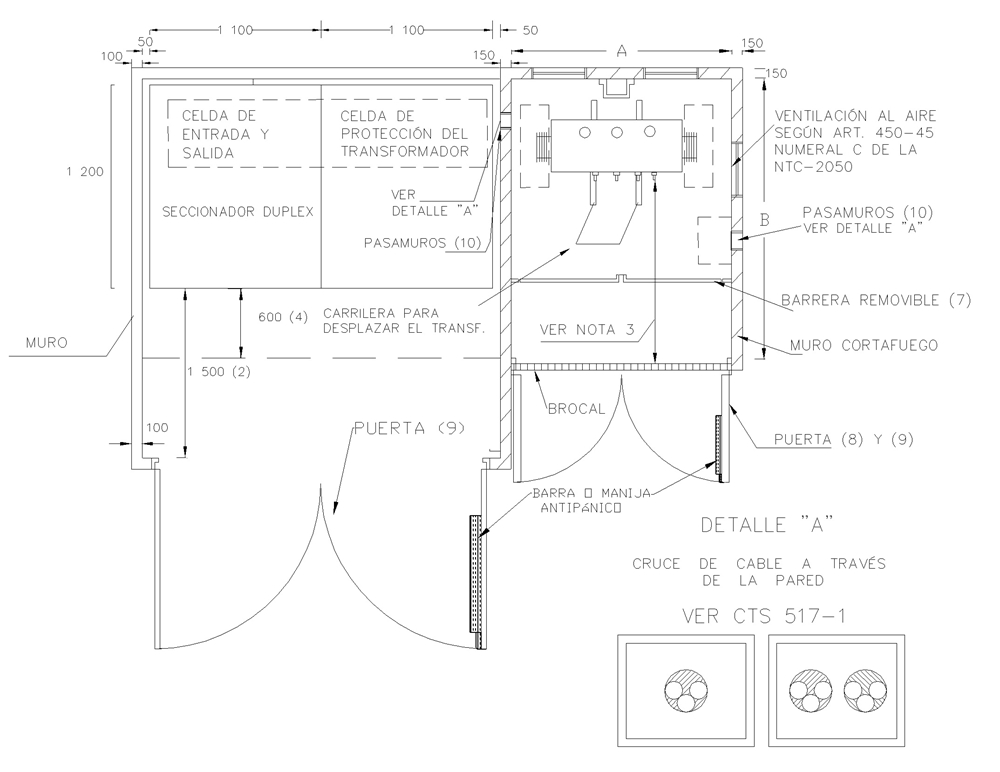 1 100
1 100
50
50
100
150
A
150
150
CELDA DE
ENTRADA Y
SALIDA
CELDA DE
PROTECCIÓN DEL
TRANSFORMADOR
VENTILACIÓN AL AIRE
SEGÚN ART. 450-45
NUMERAL C DE LA
NTC-2050
1 200
VER
DETALLE "A"
SECCIONADOR DUPLEX
PASAMUROS (10)
B
PASAMUROS (10)
VER DETALLE "A"
600 (4)
CARRILERA PARA
DESPLAZAR EL TRANSF.
BARRERA REMOVIBLE (7)
VER NOTA 3
MURO
MURO CORTAFUEGO
1 500 (2)
BROCAL
100
PUERTA (9)
PUERTA (8) Y (9)
BARRA Ó MANIJA
ANTIPÁNICO
DETALLE "A"
CRUCE DE CABLE A TRAVÉS
DE LA PARED
VER CTS 517-1